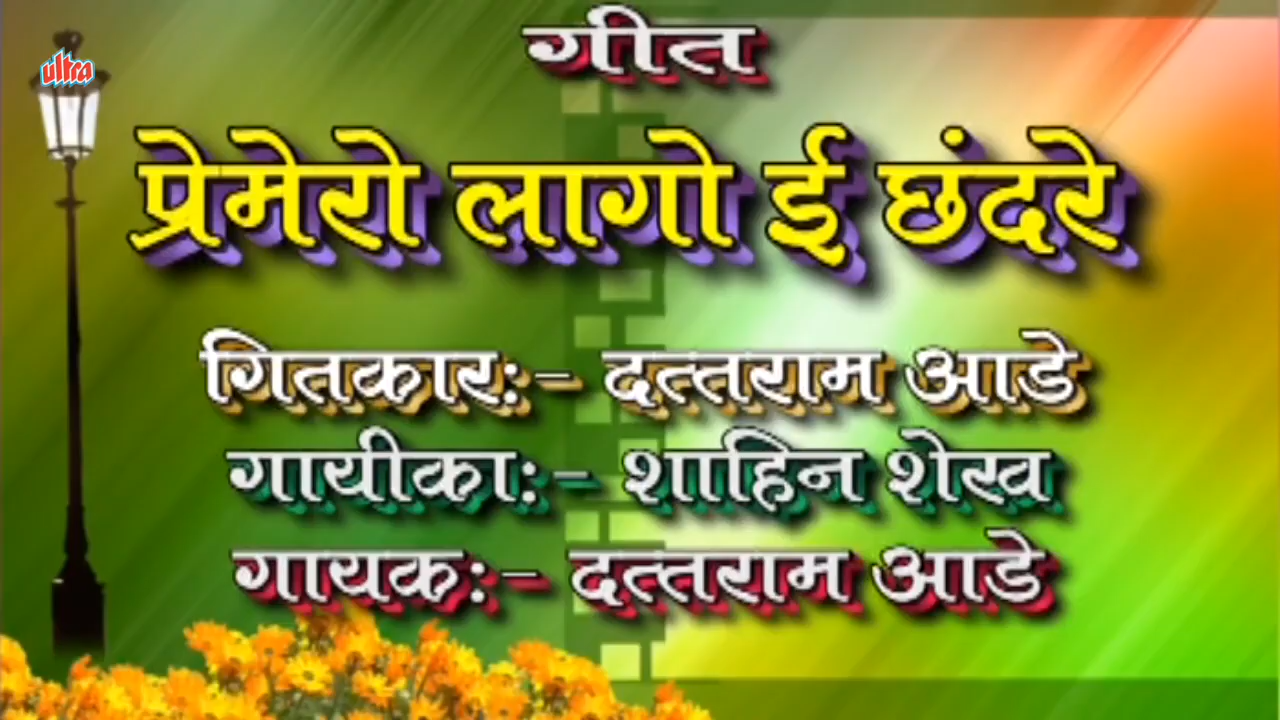 ultra
गीत
प्रेमेरो लागो ई छंदरे
गितकार:- दत्तराम आडे
गायीका:- शाहिन शेख
गायक:- दत्तराम आडे